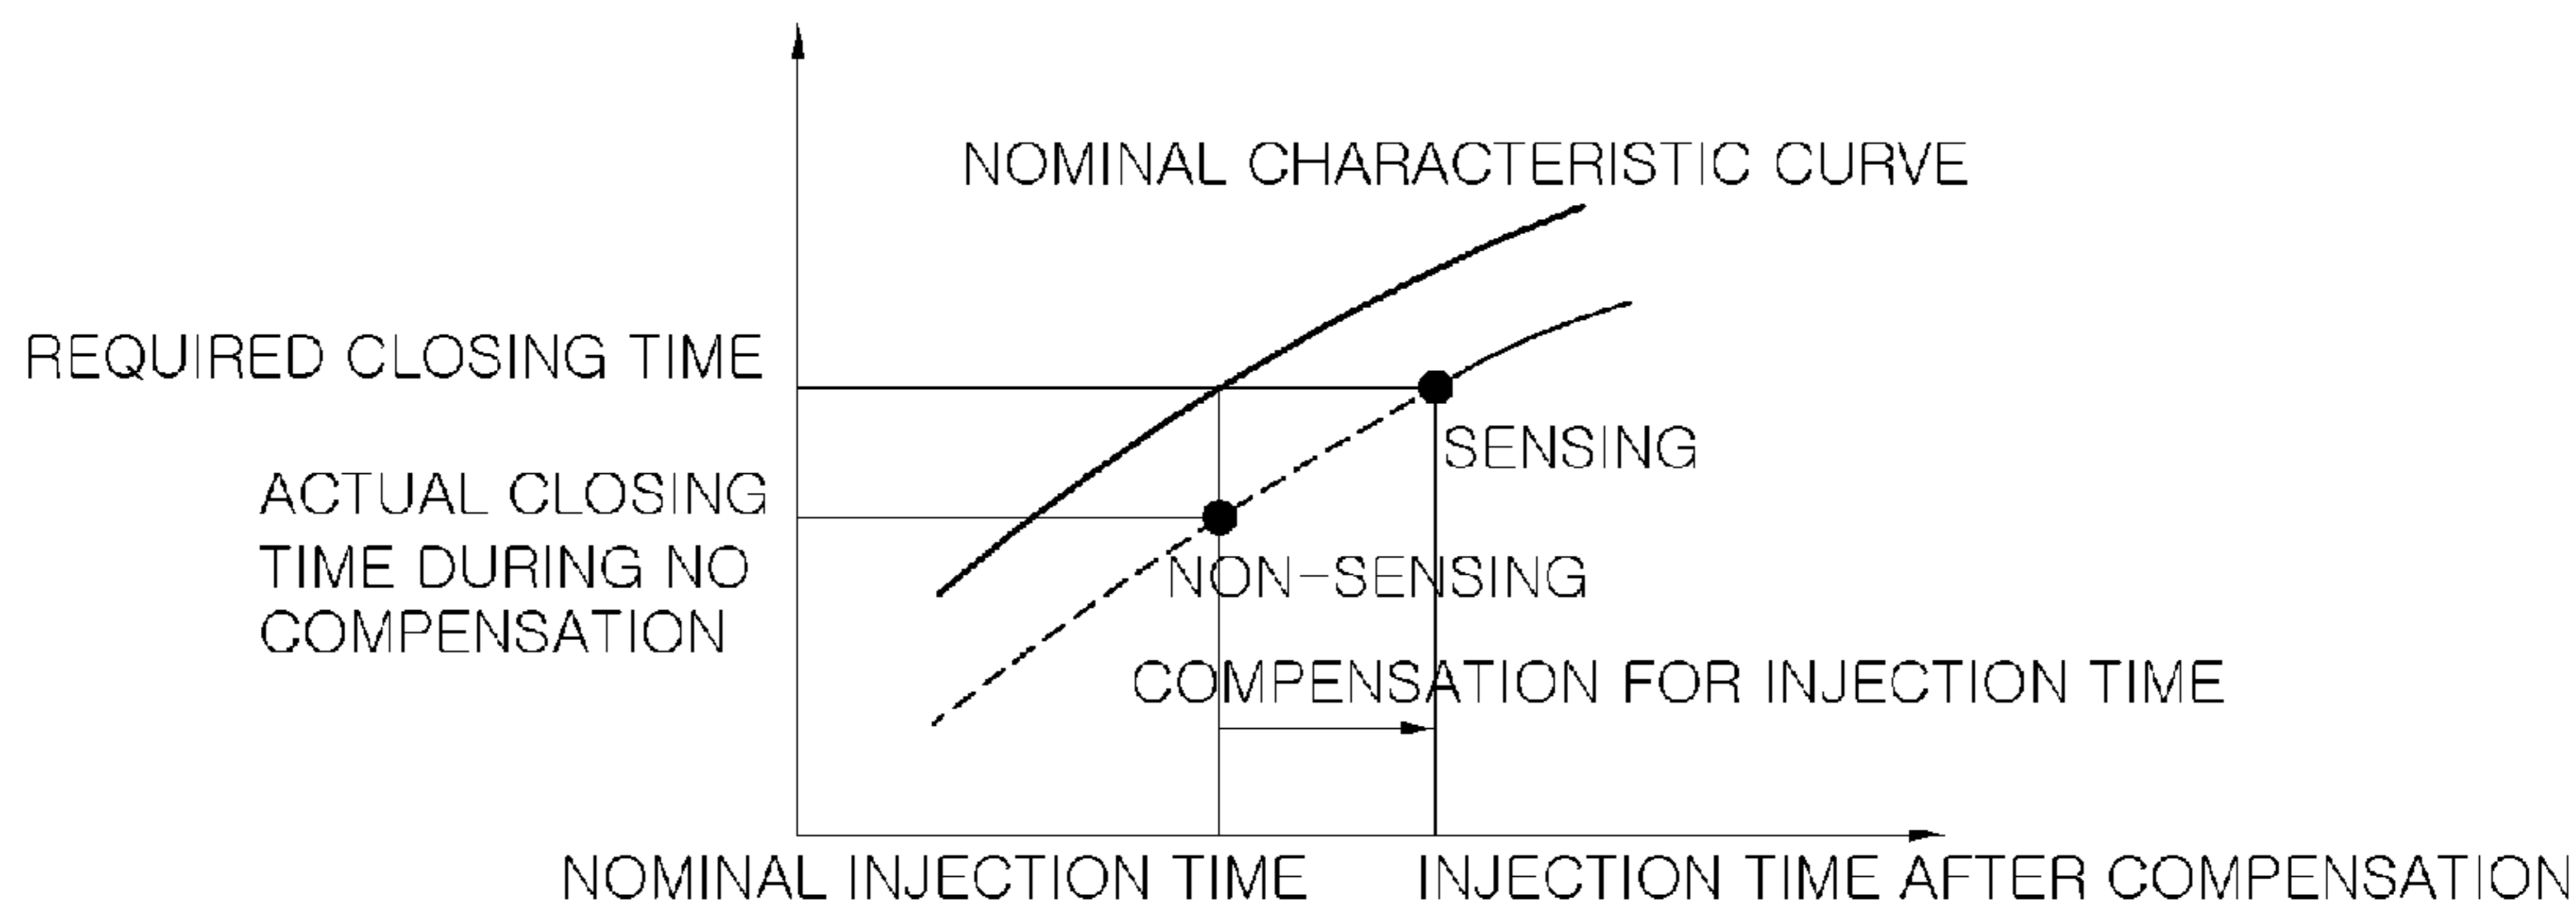 NOMINAL CHARACTERISTIC CURVE
REQUIRED CLOSING TIME
SENSING
ACTUAL CLOSING
TIME DURING NO
COMPENSATION
NON-SENSING
COMPENSATION FOR INJECTION TIME
NOMINAL INJECTION TIME
INJECTION TIME AFTER COMPENSATION